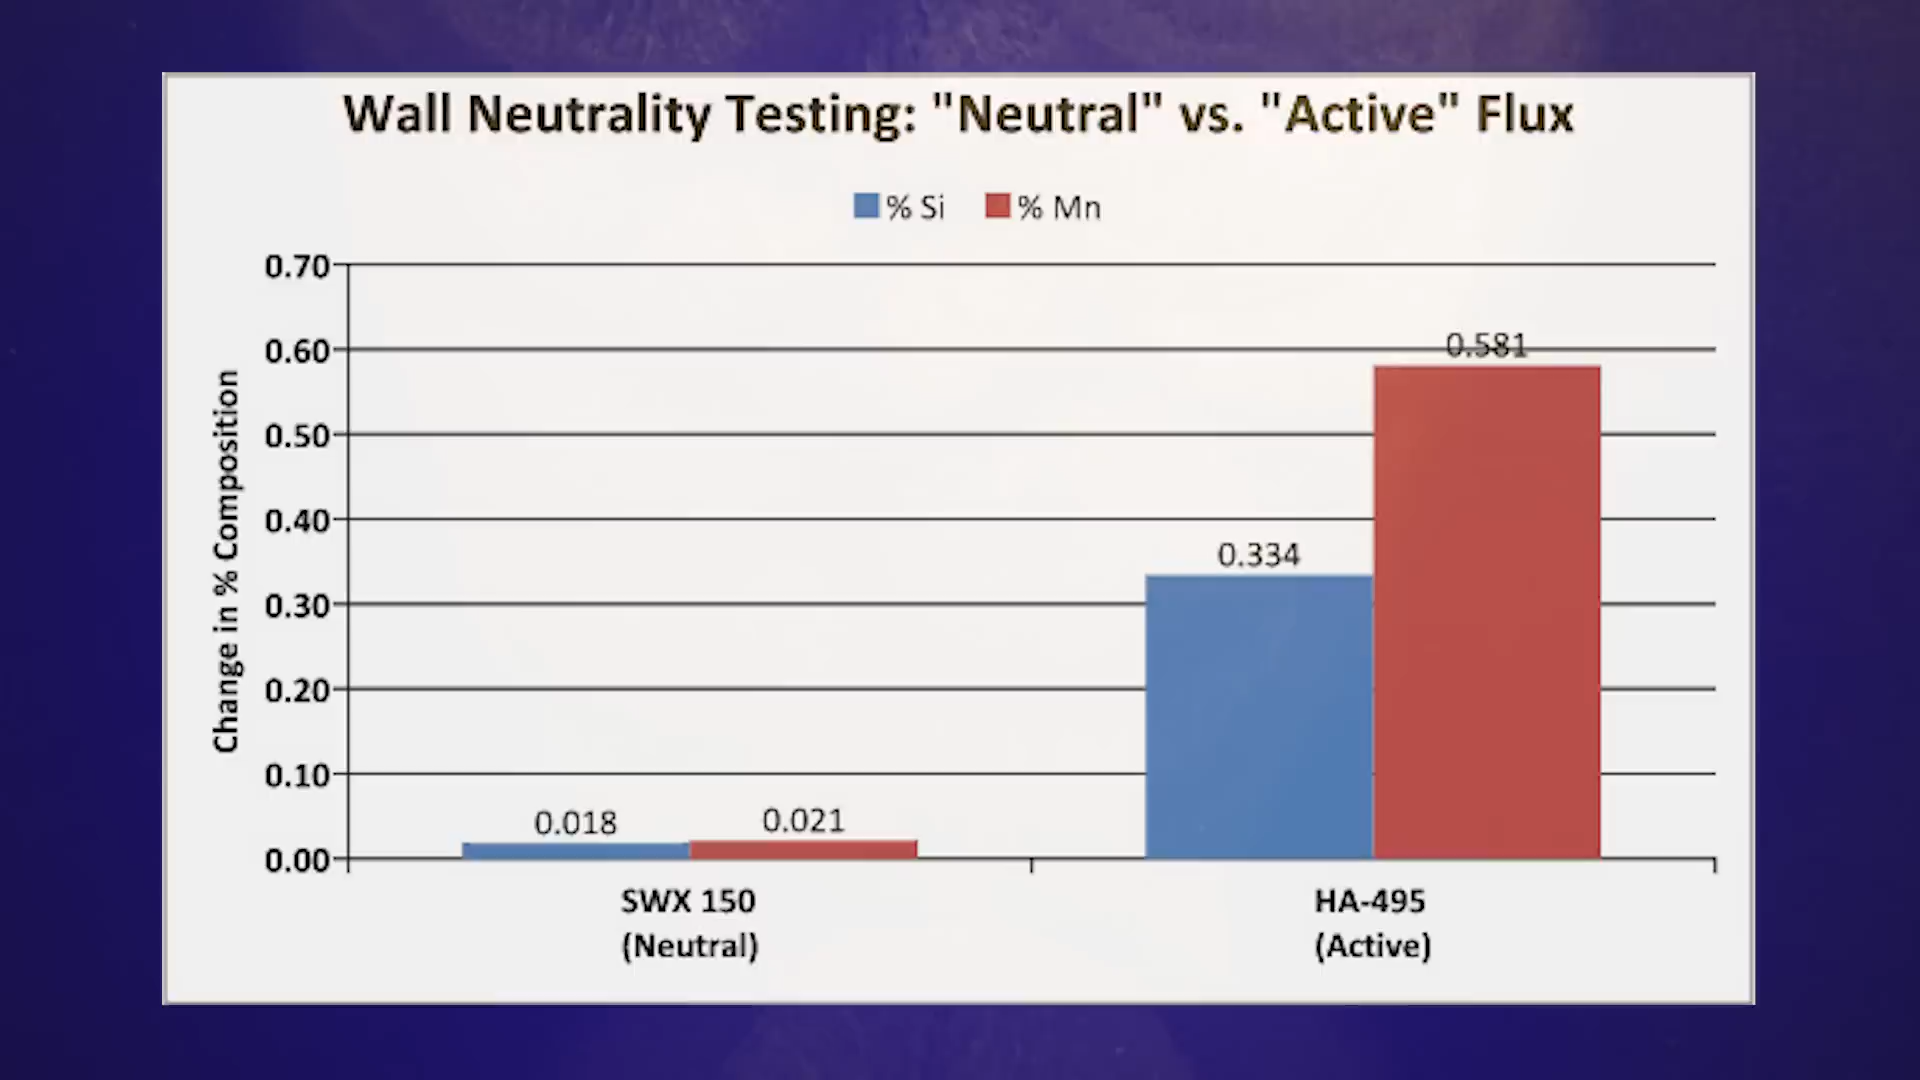 Wall Neutrality Testing: "Neutral" vs. "Active" Flux
% Si % Mn
0.70
0.60
0.50
0.40
0.30
0.20
0.10
0.00
Change in % Composition
0.018
0.021
0.334
0.581
SWX 150
(Neutral)
HA-495
(Active)